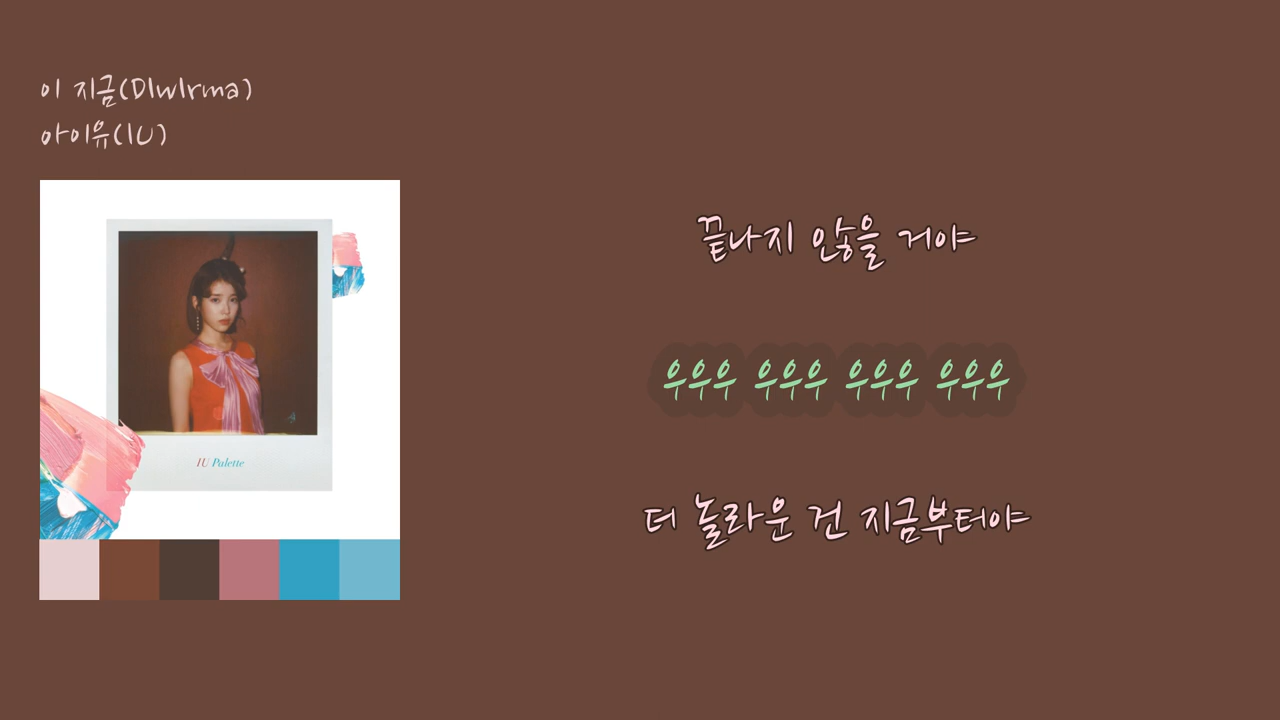 이 지금(Dlwlrma)
아이유(IU)
IU Palette
끝나지 않을 거야
우우우 우우우 우우우 우우우
더 놀라운 건 지금부터야